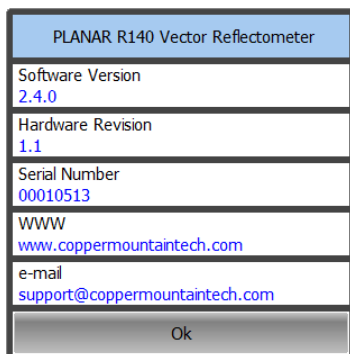 PLANAR R140 Vector Reflectometer
Software Version
2.4.0
Hardware Revision
1.1
Serial Number
00010513
WWW
www.coppermountaintech.com
e-mail
support@coppermountaintech.com
Ok